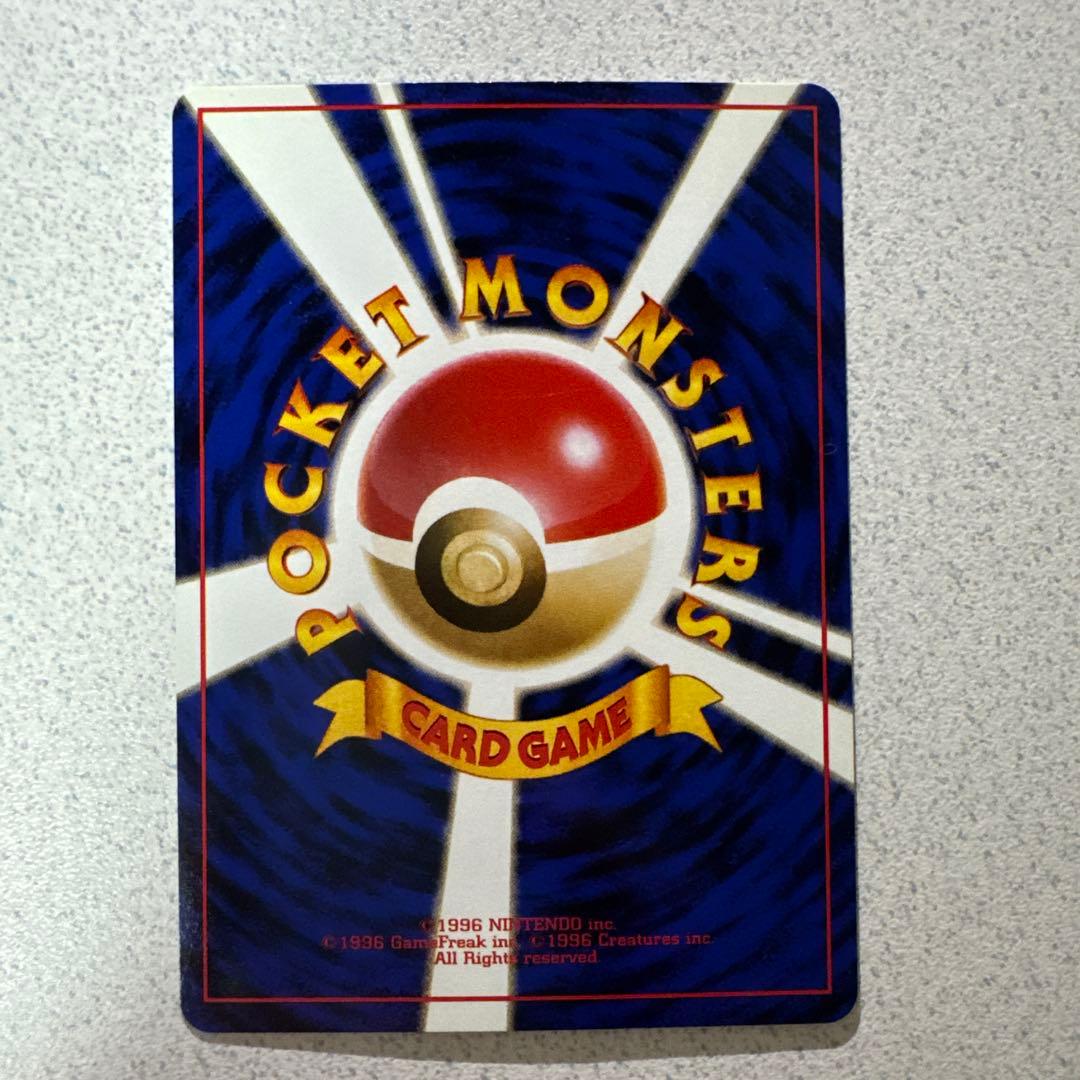 POCKET MONSTERS
CARD GAME
©1996 NINTENDO inc.
©1996 GameFreak inc. ©1996 Creatures inc.
All Rights reserved.